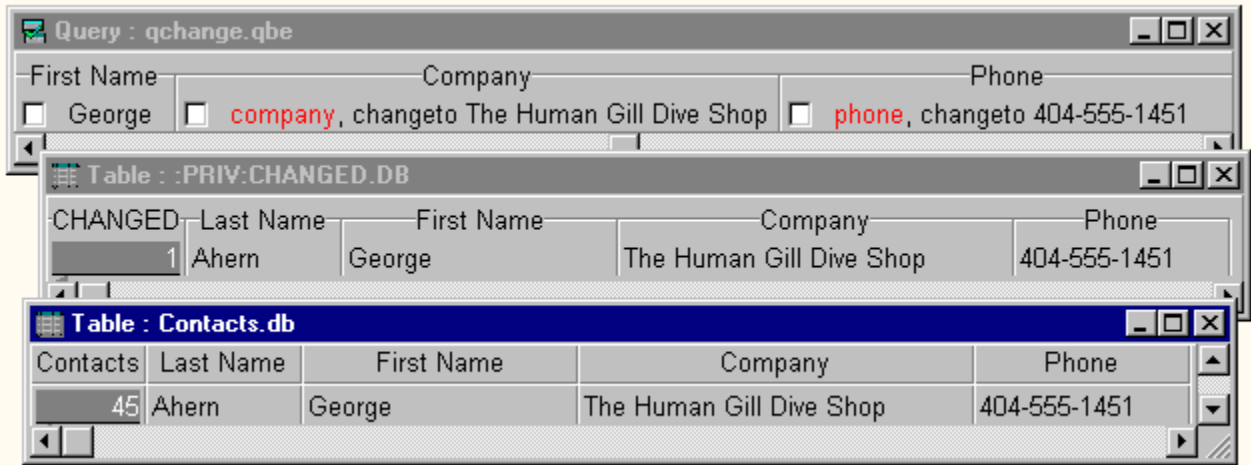 Query : qchange.qbe
First Name Company Phone
George company, changeto The Human Gill Dive Shop phone, changeto 404-555-1451
Table : :PRIV:CHANGED.DB
CHANGED Last Name First Name Company Phone
1 Ahern George The Human Gill Dive Shop 404-555-1451
Table : Contacts.db
Contacts Last Name First Name Company Phone
45 Ahern George The Human Gill Dive Shop 404-555-1451